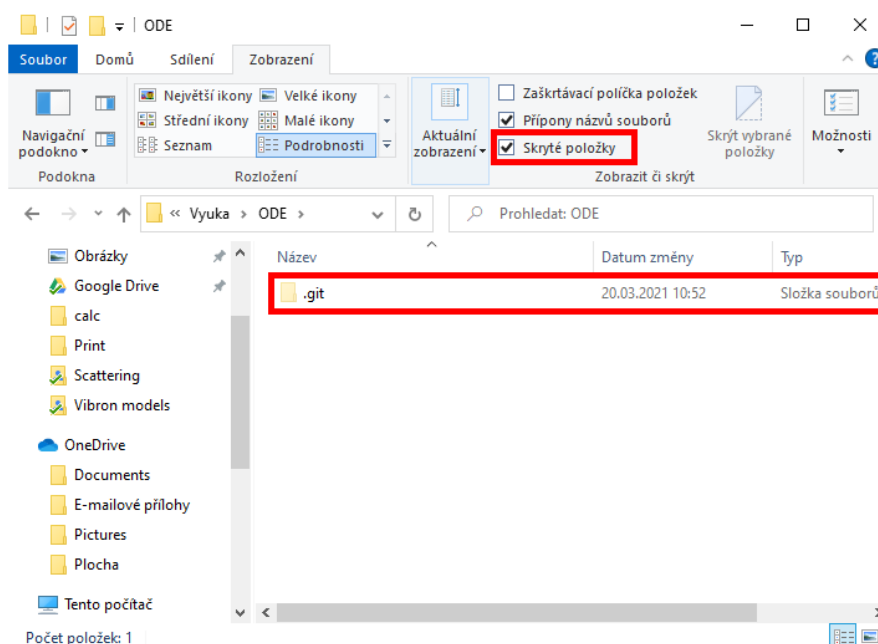 ODE
Soubor Domů Sdílení Zobrazení
Navigační podokno
Největší ikony Velké ikony
Střední ikony Malé ikony
Seznam Podrobnosti
Aktuální zobrazení
Zaškrtávací políčka položek
Přípony názvů souborů
Skryté položky
Skrýt vybrané položky
Možnosti
Podokna Rozložení Zobrazit či skrýt
« Vyuka > ODE >
Prohledat: ODE
Název Datum změny Typ
.git 20.03.2021 10:52 Složka souborů
Obrázky
Google Drive
calc
Print
Scattering
Vibron models
OneDrive
Documents
E-mailové přílohy
Pictures
Plocha
Tento počítač
Počet položek: 1